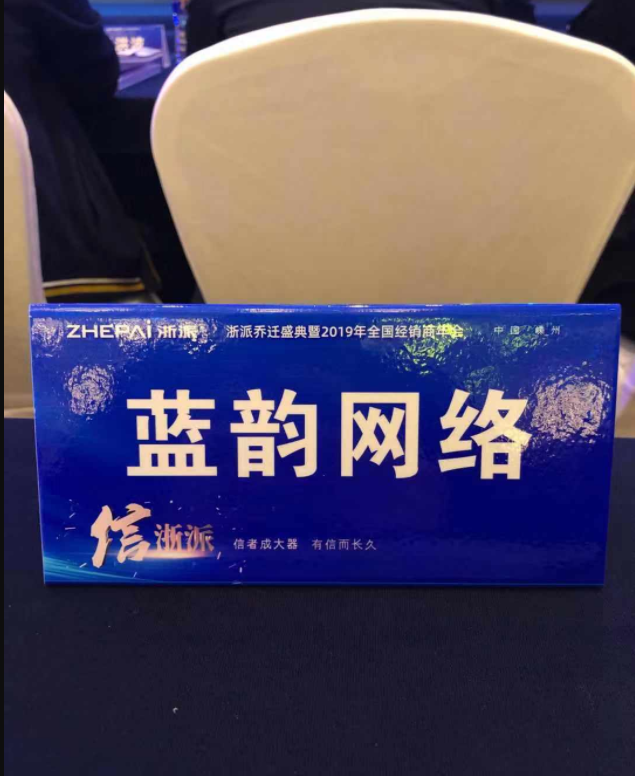 ZHEPAI 浙派 浙派乔迁盛典暨2019年全国经销商年会 中国 嵊州
蓝韵网络
信浙派 信者成大器 有信而长久